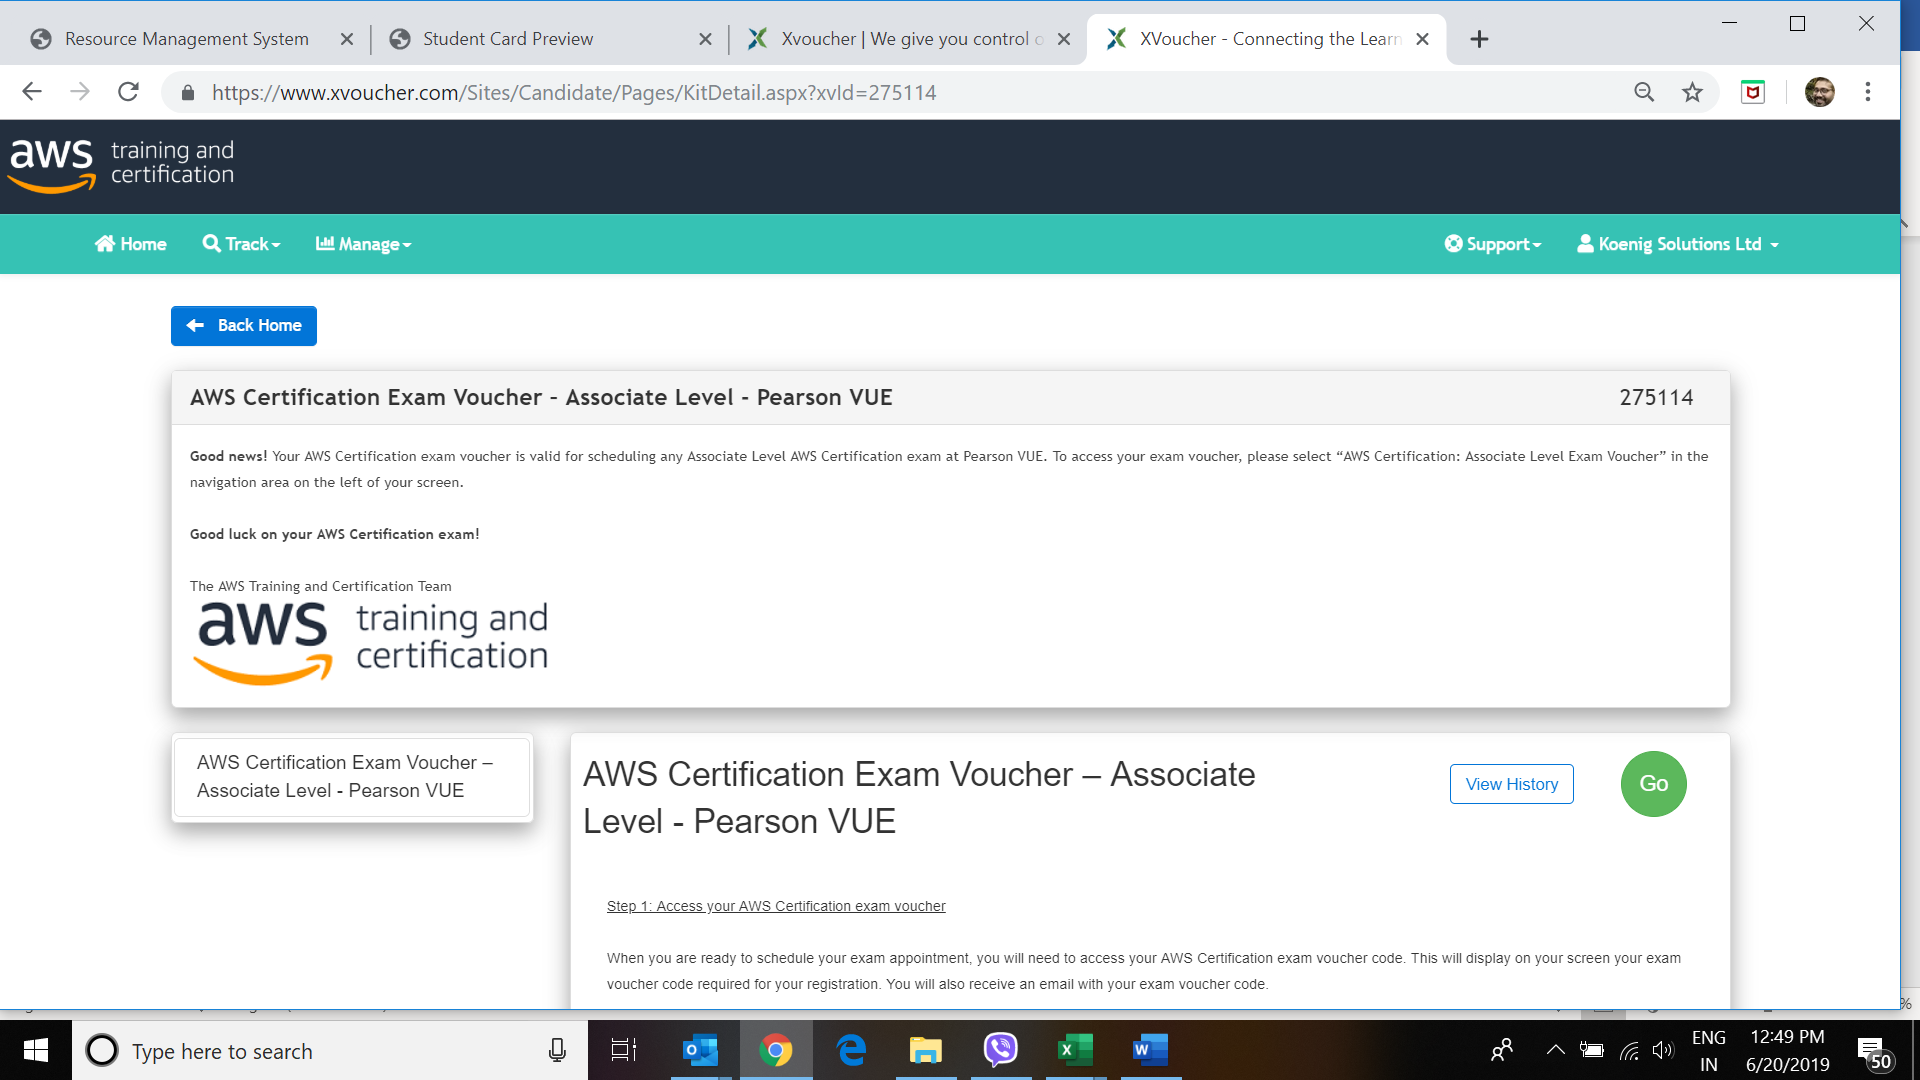 Resource Management System
Student Card Preview
Xvoucher | We give you control o
XVoucher - Connecting the Learn
https://www.xvoucher.com/Sites/Candidate/Pages/KitDetail.aspx?xvId=275114
aws training and certification
Home
Track
Manage
Support
Koenig Solutions Ltd
Back Home
AWS Certification Exam Voucher – Associate Level - Pearson VUE
275114
Good news! Your AWS Certification exam voucher is valid for scheduling any Associate Level AWS Certification exam at Pearson VUE. To access your exam voucher, please select “AWS Certification: Associate Level Exam Voucher” in the
navigation area on the left of your screen.
Good luck on your AWS Certification exam!
The AWS Training and Certification Team
aws training and certification
AWS Certification Exam Voucher –
Associate Level - Pearson VUE
AWS Certification Exam Voucher – Associate
Level - Pearson VUE
View History
Go
Step 1: Access your AWS Certification exam voucher
When you are ready to schedule your exam appointment, you will need to access your AWS Certification exam voucher code. This will display on your screen your exam
voucher code required for your registration. You will also receive an email with your exam voucher code.
%
Type here to search
ENG
IN
12:49 PM
6/20/2019
50